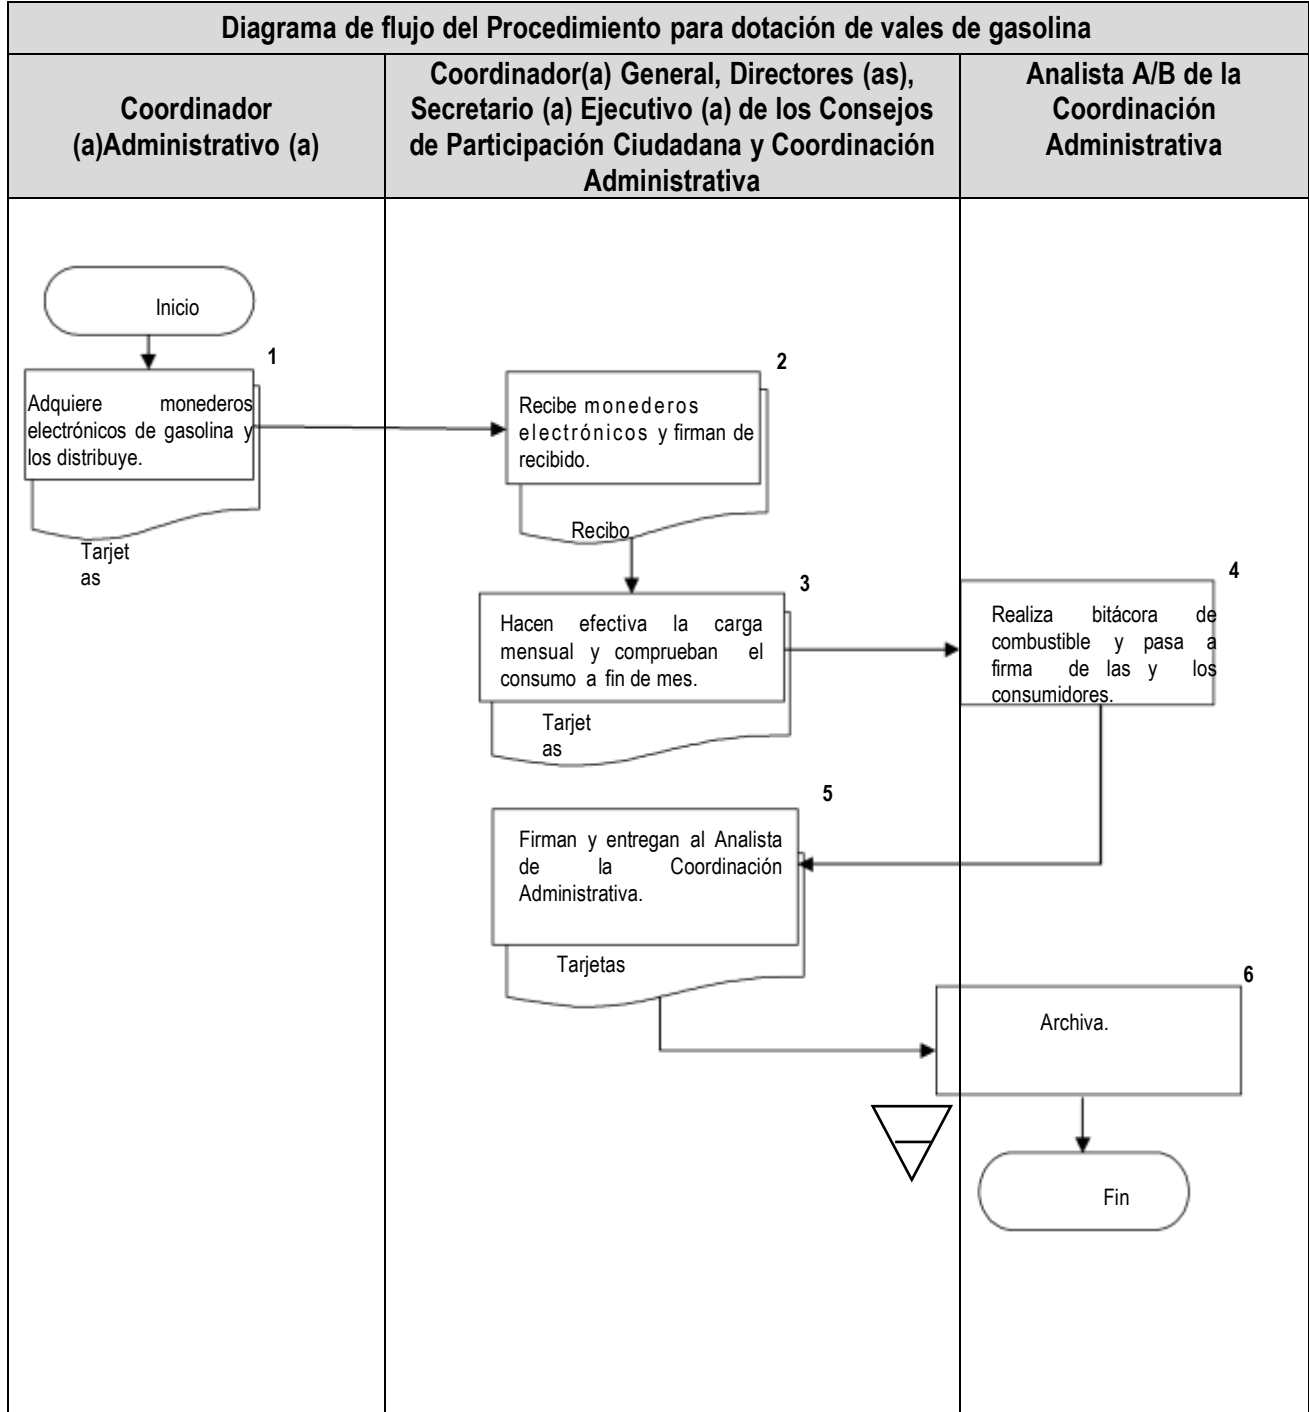 Diagrama de flujo del Procedimiento para dotación de vales de gasolina
Coordinador
(a)Administrativo (a)
Coordinador(a) General, Directores (as),
Secretario (a) Ejecutivo (a) de los Consejos
de Participación Ciudadana y Coordinación
Administrativa
Analista A/B de la
Coordinación
Administrativa
Inicio
1
Adquiere monederos
electrónicos de gasolina y
los distribuye.
Tarjet
as
2
Recibe monederos
electrónicos y firman de
recibido.
Recibo
3
Hacen efectiva la carga
mensual y comprueban el
consumo a fin de mes.
Tarjet
as
4
Realiza bitácora de
combustible y pasa a
firma de las y los
consumidores.
5
Firman y entregan al Analista
de la Coordinación
Administrativa.
Tarjetas
6
Archiva.
Fin